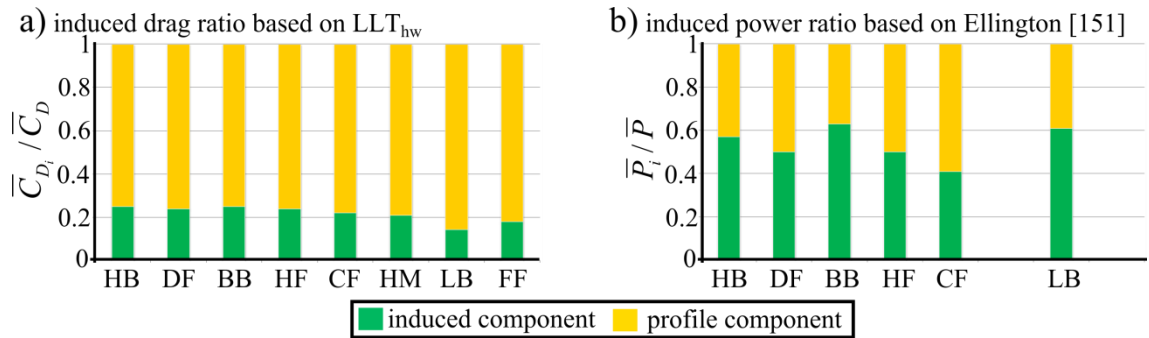 a) induced drag ratio based on LLT_hw
C̅_D_i / C̅_D
1
0.8
0.6
0.4
0.2
0
HB DF BB HF CF HM LB FF
b) induced power ratio based on Ellington [151]
P̅_i / P̅
1
0.8
0.6
0.4
0.2
0
HB DF BB HF CF LB
induced component profile component